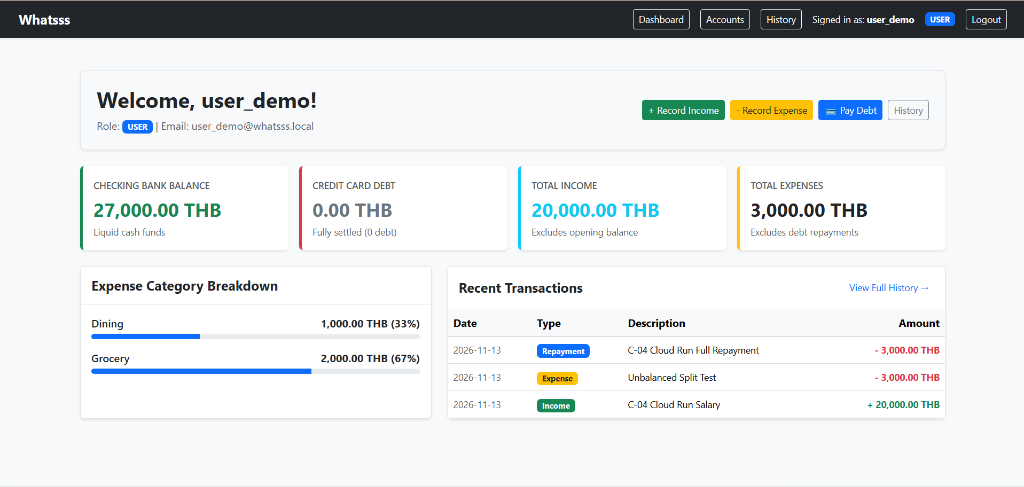 Whatsss
Dashboard Accounts History Signed in as: user_demo USER Logout
Welcome, user_demo!
Role: USER | Email: user_demo@whatsss.local
+ Record Income - Record Expense 💳 Pay Debt History
CHECKING BANK BALANCE
27,000.00 THB
Liquid cash funds
CREDIT CARD DEBT
0.00 THB
Fully settled (0 debt)
TOTAL INCOME
20,000.00 THB
Excludes opening balance
TOTAL EXPENSES
3,000.00 THB
Excludes debt repayments
Expense Category Breakdown
Dining 1,000.00 THB (33%)
Grocery 2,000.00 THB (67%)
Recent Transactions View Full History →
Date Type Description Amount
2026-11-13 Repayment C-04 Cloud Run Full Repayment - 3,000.00 THB
2026-11-13 Expense Unbalanced Split Test - 3,000.00 THB
2026-11-13 Income C-04 Cloud Run Salary + 20,000.00 THB